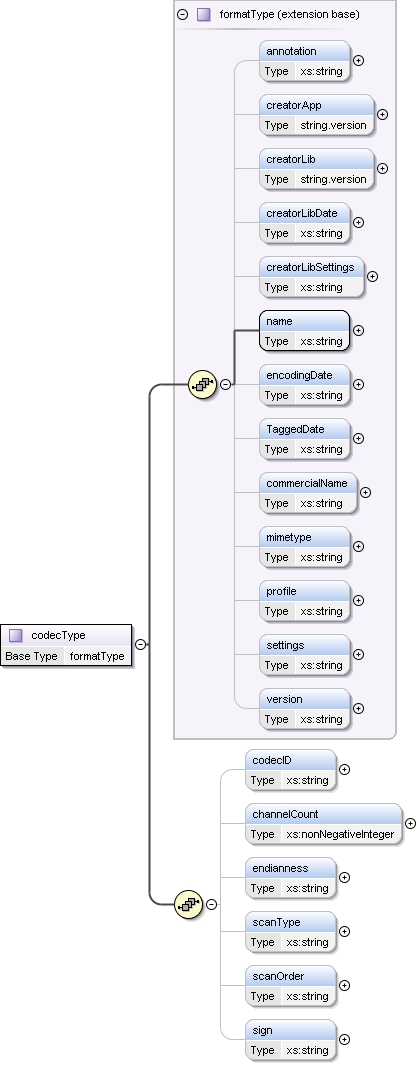 formatType (extension base)
annotation
Type xs:string
creatorApp
Type string.version
creatorLib
Type string.version
creatorLibDate
Type xs:string
creatorLibSettings
Type xs:string
name
Type xs:string
encodingDate
Type xs:string
TaggedDate
Type xs:string
commercialName
Type xs:string
mimetype
Type xs:string
profile
Type xs:string
settings
Type xs:string
version
Type xs:string
codecType
Base Type formatType
codecID
Type xs:string
channelCount
Type xs:nonNegativeInteger
endianness
Type xs:string
scanType
Type xs:string
scanOrder
Type xs:string
sign
Type xs:string